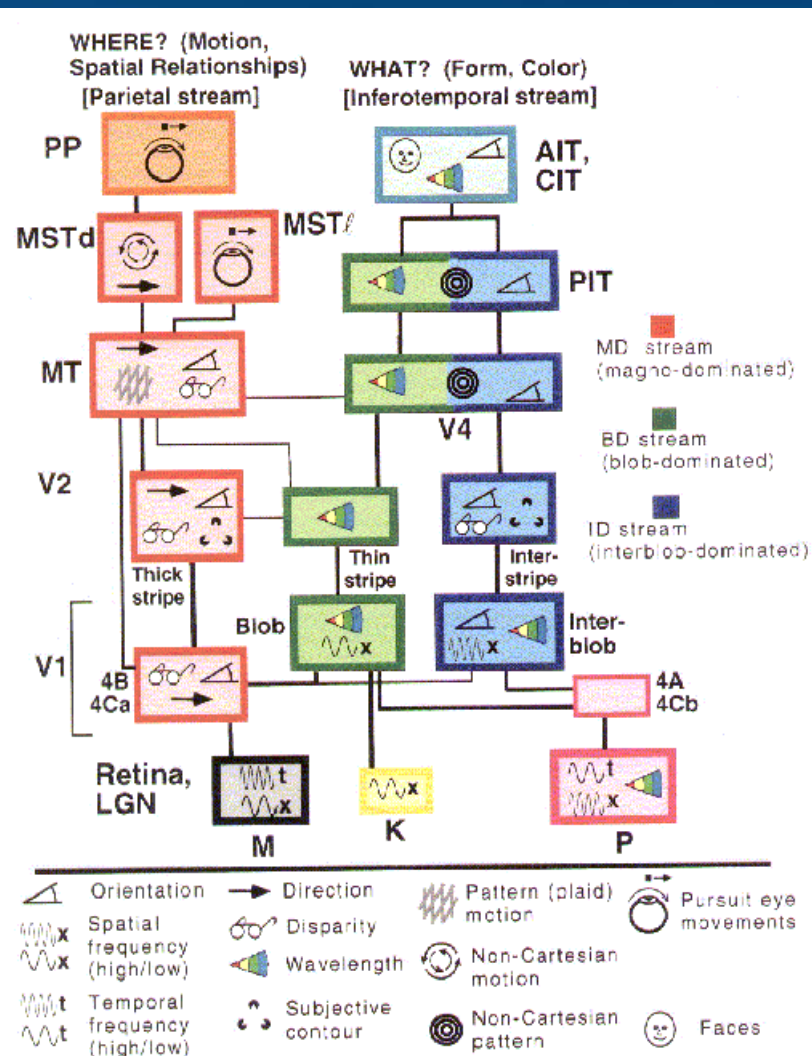 WHERE? (Motion,
Spatial Relationships)
[Parietal stream]
WHAT? (Form, Color)
[Inferotemporal stream]
PP
AIT,
CIT
MSTd
MSTℓ
PIT
MT
V4
MD stream
(magno-dominated)
BD stream
(blob-dominated)
ID stream
(interblob-dominated)
V2
Thick
stripe
Thin
stripe
Inter-
stripe
V1
Blob
Inter-
blob
x
x
4B
4Ca
4A
4Cb
Retina,
LGN
t
x
x
t
x
M
K
P
Orientation
Direction
Pattern (plaid)
motion
Pursuit eye
movements
x
x
Spatial
frequency
(high/low)
Disparity
Wavelength
Non-Cartesian
motion
t
t
Temporal
frequency
(high/low)
Subjective
contour
Non-Cartesian
pattern
Faces